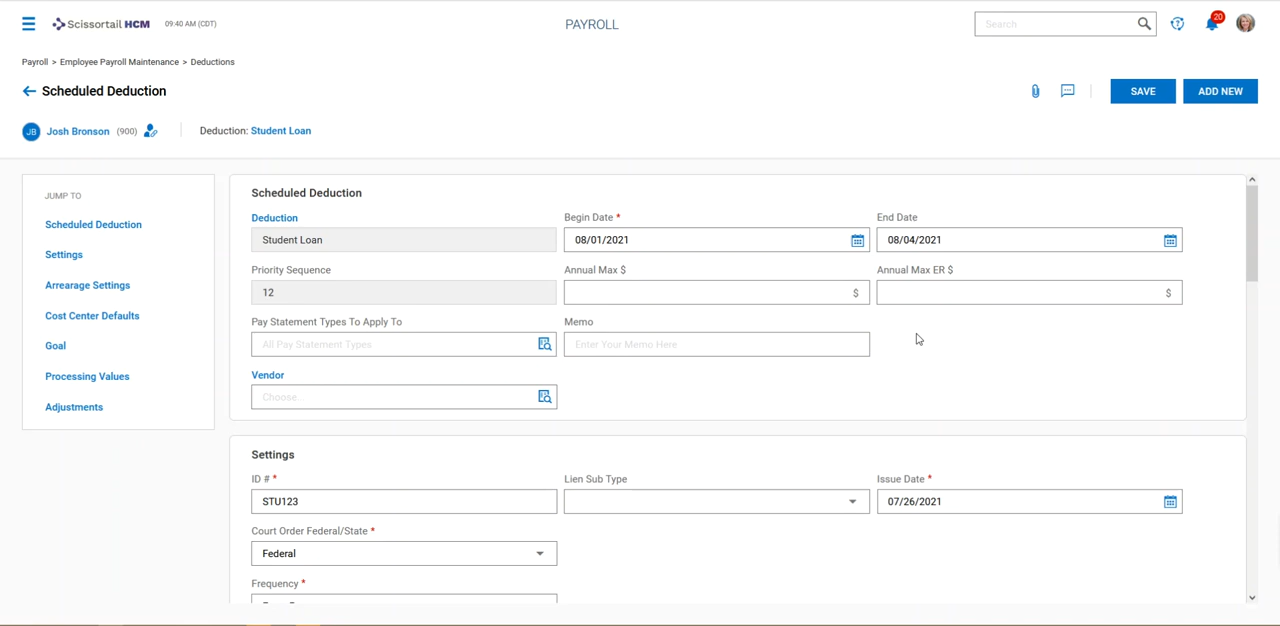 Scissortail HCM 09:40 AM (CDT) PAYROLL Search 20
Payroll > Employee Payroll Maintenance > Deductions
Scheduled Deduction SAVE ADD NEW
JB Josh Bronson (900) Deduction: Student Loan
JUMP TO
Scheduled Deduction
Settings
Arrearage Settings
Cost Center Defaults
Goal
Processing Values
Adjustments
Scheduled Deduction
Deduction Begin Date * End Date
Student Loan 08/01/2021 08/04/2021
Priority Sequence Annual Max $ Annual Max ER $
12 $ $
Pay Statement Types To Apply To Memo
All Pay Statement Types Enter Your Memo Here
Vendor
Choose...
Settings
ID # * Lien Sub Type Issue Date *
STU123 07/26/2021
Court Order Federal/State *
Federal
Frequency *